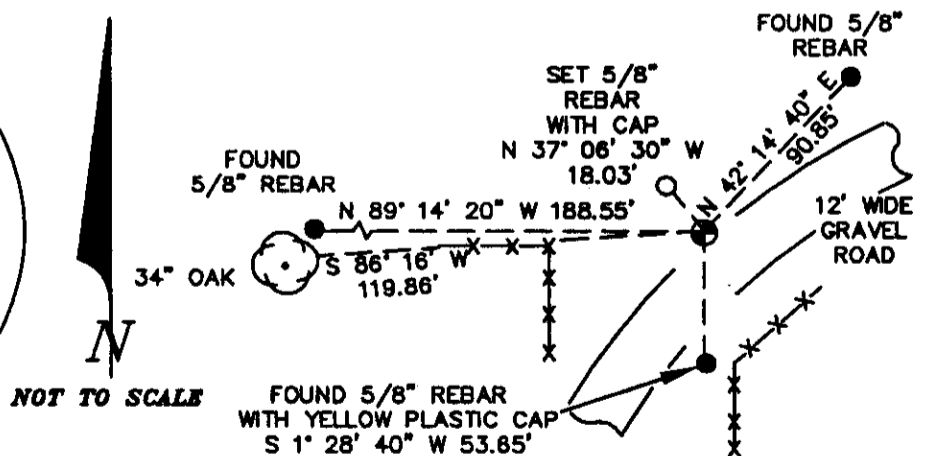 FOUND 5/8"
REBAR
SET 5/8"
REBAR
WITH CAP
N 37° 06' 30" W
18.03'
N 42° 14' 40" E
90.85'
FOUND
5/8" REBAR
N 89° 14' 20" W 188.55'
12' WIDE
GRAVEL
ROAD
34" OAK
S 86° 16' W
119.86'
N
NOT TO SCALE
FOUND 5/8" REBAR
WITH YELLOW PLASTIC CAP
S 1° 28' 40" W 53.65'